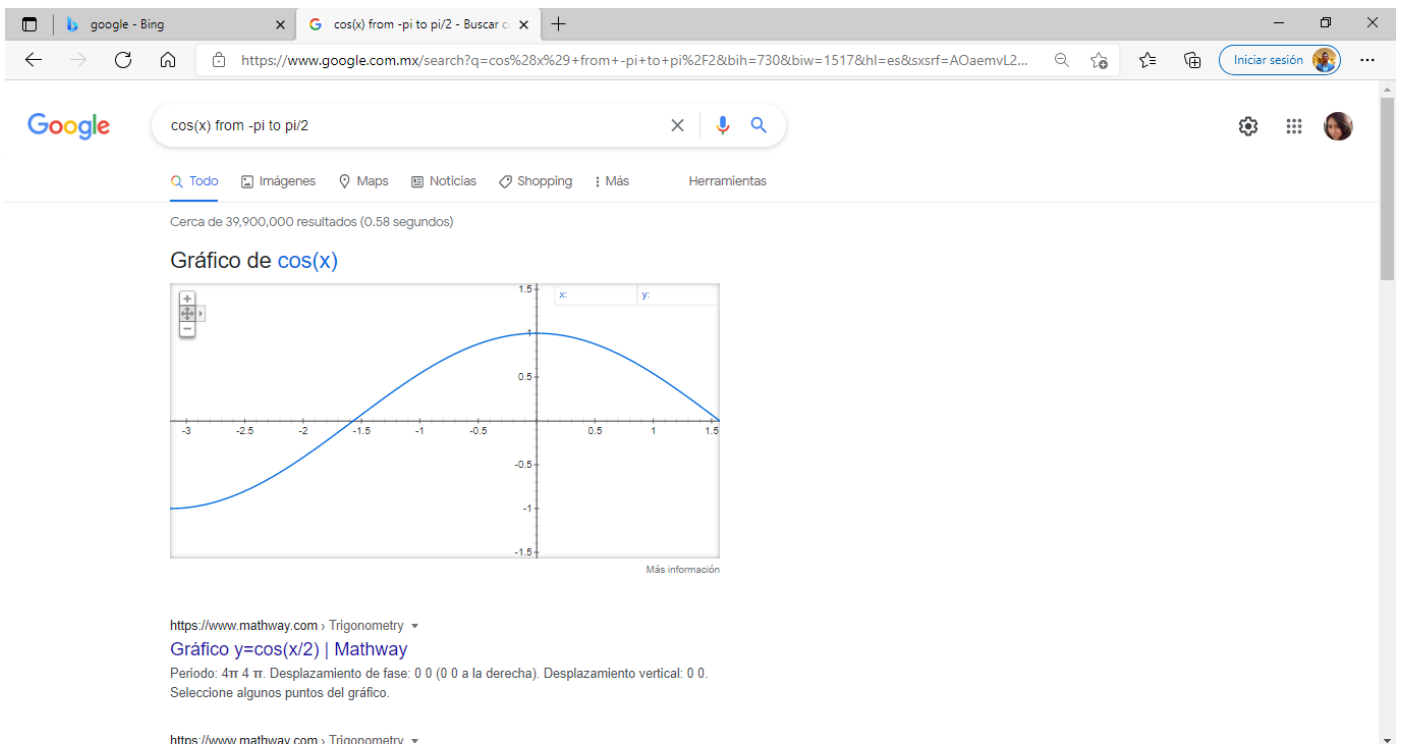 google - Bing
cos(x) from -pi to pi/2 - Buscar c
https://www.google.com.mx/search?q=cos%28x%29+from+-pi+to+pi%2F2&bih=730&biw=1517&hl=es&sxsrf=AOaemvL2...
Iniciar sesión
Google
cos(x) from -pi to pi/2
Todo Imágenes Maps Noticias Shopping Más Herramientas
Cerca de 39,900,000 resultados (0.58 segundos)
Gráfico de cos(x)
1.5 x: y:
1
0.5
-3 -2.5 -2 -1.5 -1 -0.5 0.5 1 1.5
-0.5
-1
-1.5
Más información
https://www.mathway.com › Trigonometry
Gráfico y=cos(x/2) | Mathway
Periodo: 4π 4 π. Desplazamiento de fase: 0 0 (0 0 a la derecha). Desplazamiento vertical: 0 0.
Seleccione algunos puntos del gráfico.
https://www.mathway.com › Trigonometry